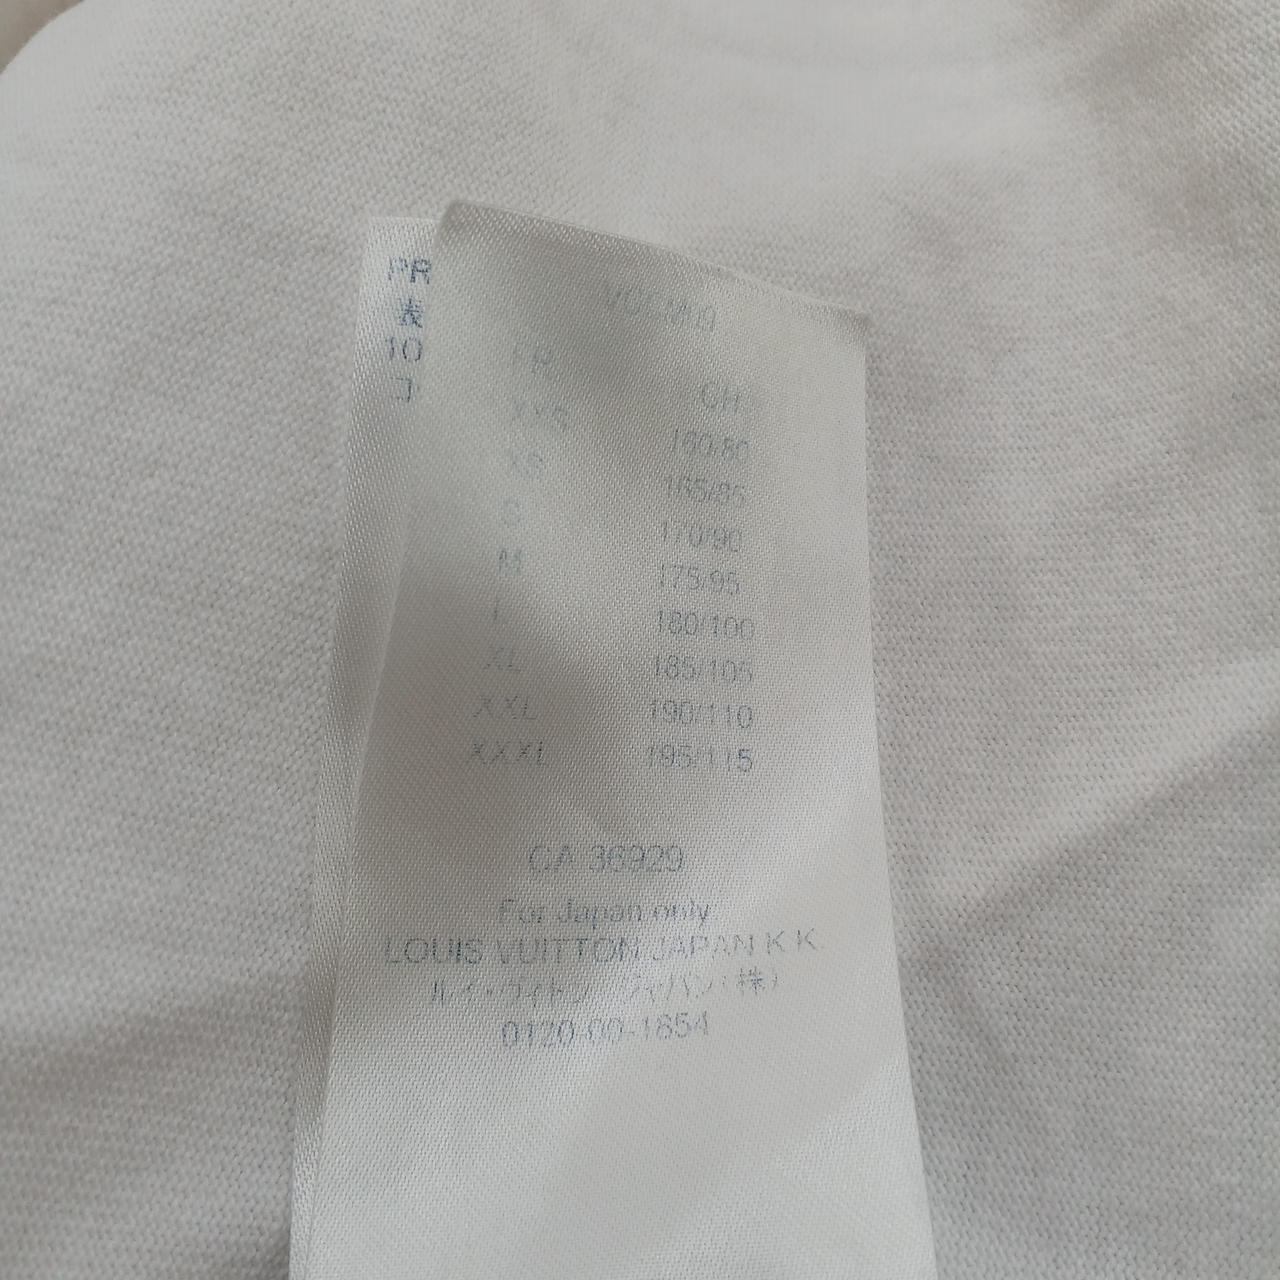 PR
表
10
FR CH
XXS 160/80
XS 165/85
S 170/90
M 175/95
L 180/100
XL 185/105
XXL 190/110
XXXL 195/115
CA 36929
For Japan only
LOUIS VUITTON JAPAN K K
ルイ・ヴィトン ジャパン(株)
0120-00-1854